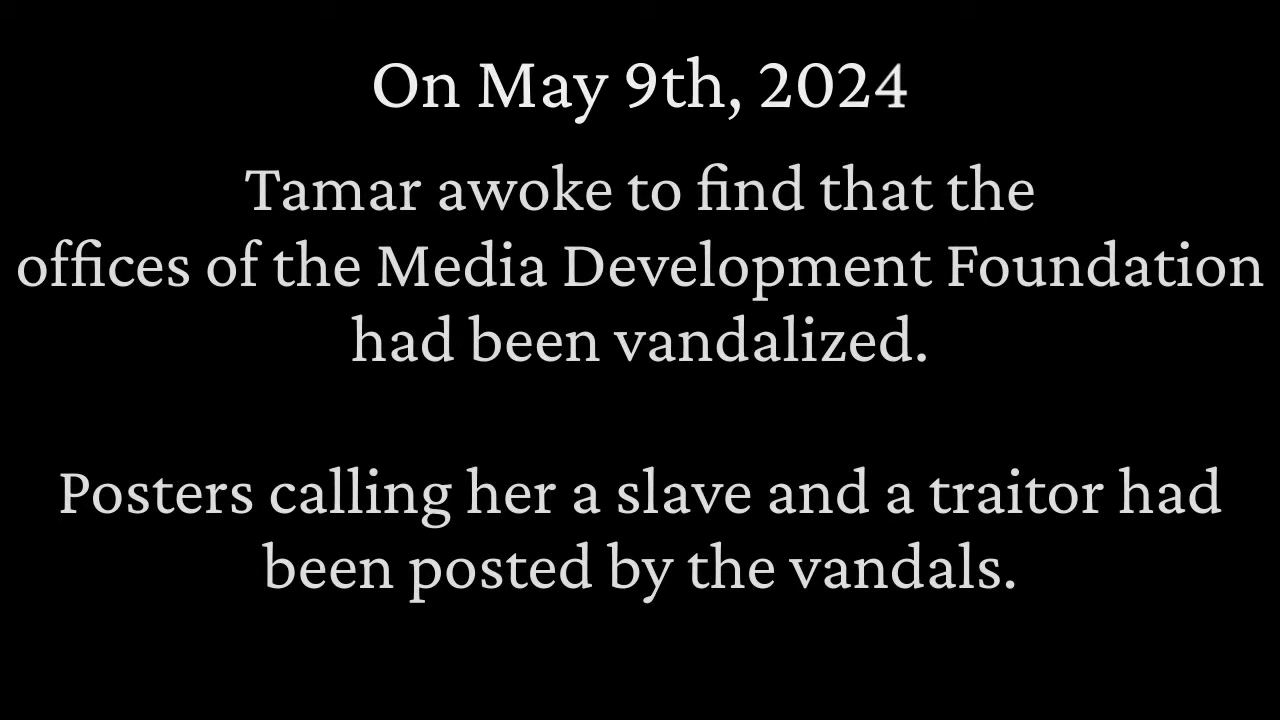 On May 9th, 2024
Tamar awoke to find that the
offices of the Media Development Foundation
had been vandalized.
Posters calling her a slave and a traitor had
been posted by the vandals.